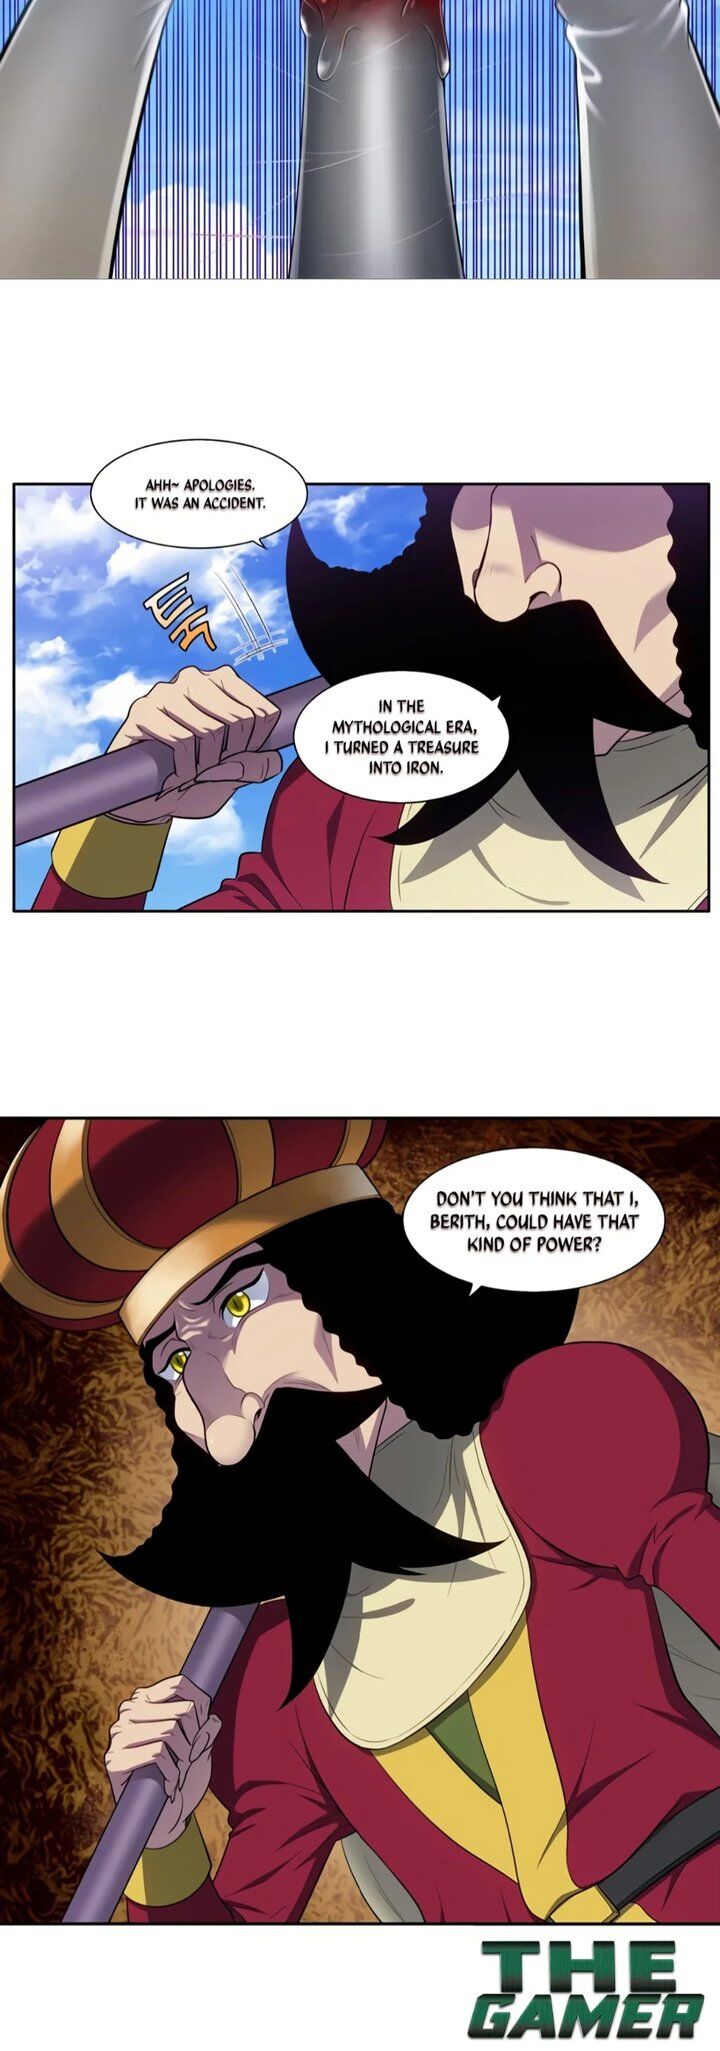 AHH~ APOLOGIES.
IT WAS AN ACCIDENT.
툭
IN THE
MYTHOLOGICAL ERA,
I TURNED A TREASURE
INTO IRON.
DON'T YOU THINK THAT I,
BERITH, COULD HAVE THAT
KIND OF POWER?
THE
GAMER